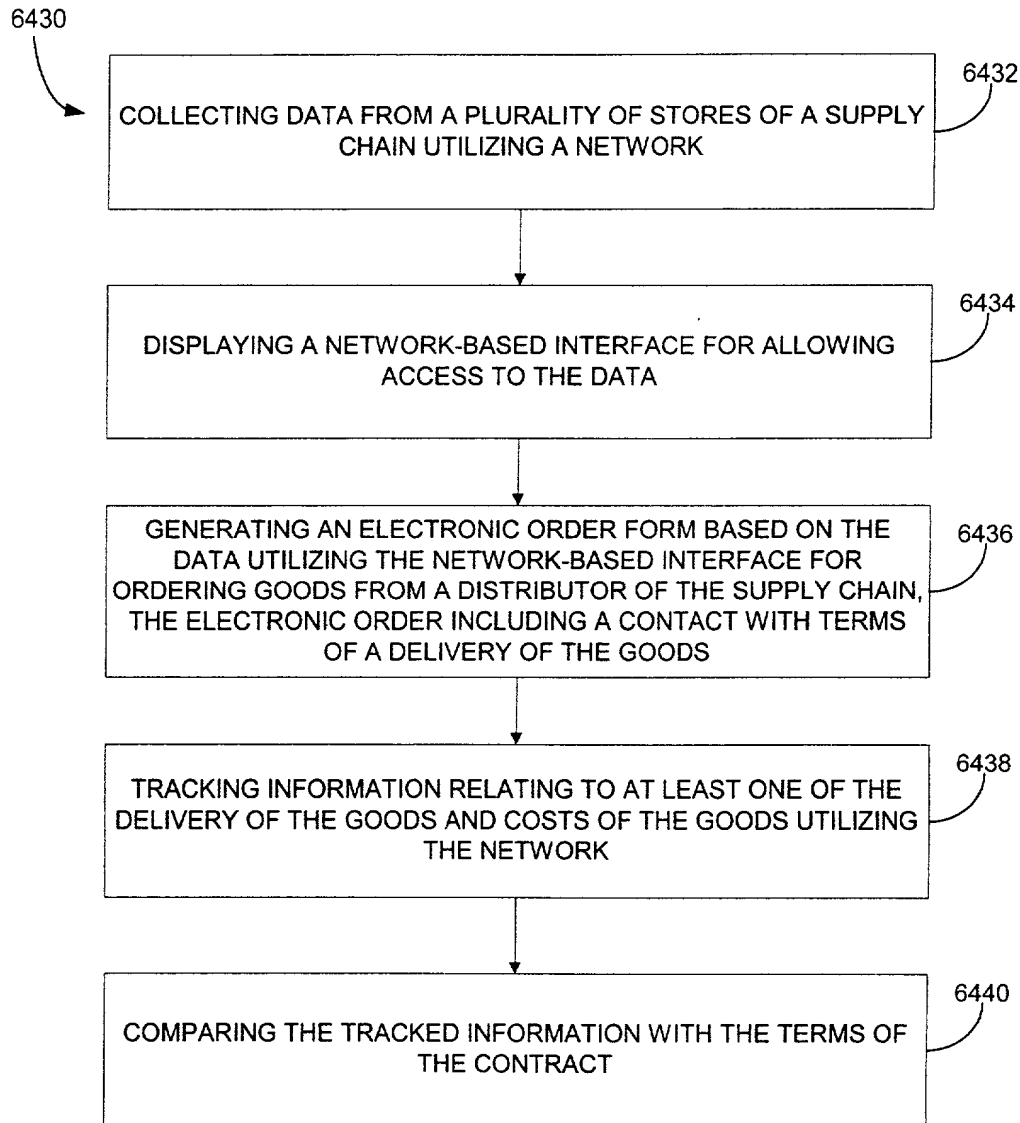 6430
6432
COLLECTING DATA FROM A PLURALITY OF STORES OF A SUPPLY
CHAIN UTILIZING A NETWORK
6434
DISPLAYING A NETWORK-BASED INTERFACE FOR ALLOWING
ACCESS TO THE DATA
6436
GENERATING AN ELECTRONIC ORDER FORM BASED ON THE
DATA UTILIZING THE NETWORK-BASED INTERFACE FOR
ORDERING GOODS FROM A DISTRIBUTOR OF THE SUPPLY CHAIN,
THE ELECTRONIC ORDER INCLUDING A CONTACT WITH TERMS
OF A DELIVERY OF THE GOODS
6438
TRACKING INFORMATION RELATING TO AT LEAST ONE OF THE
DELIVERY OF THE GOODS AND COSTS OF THE GOODS UTILIZING
THE NETWORK
6440
COMPARING THE TRACKED INFORMATION WITH THE TERMS OF
THE CONTRACT